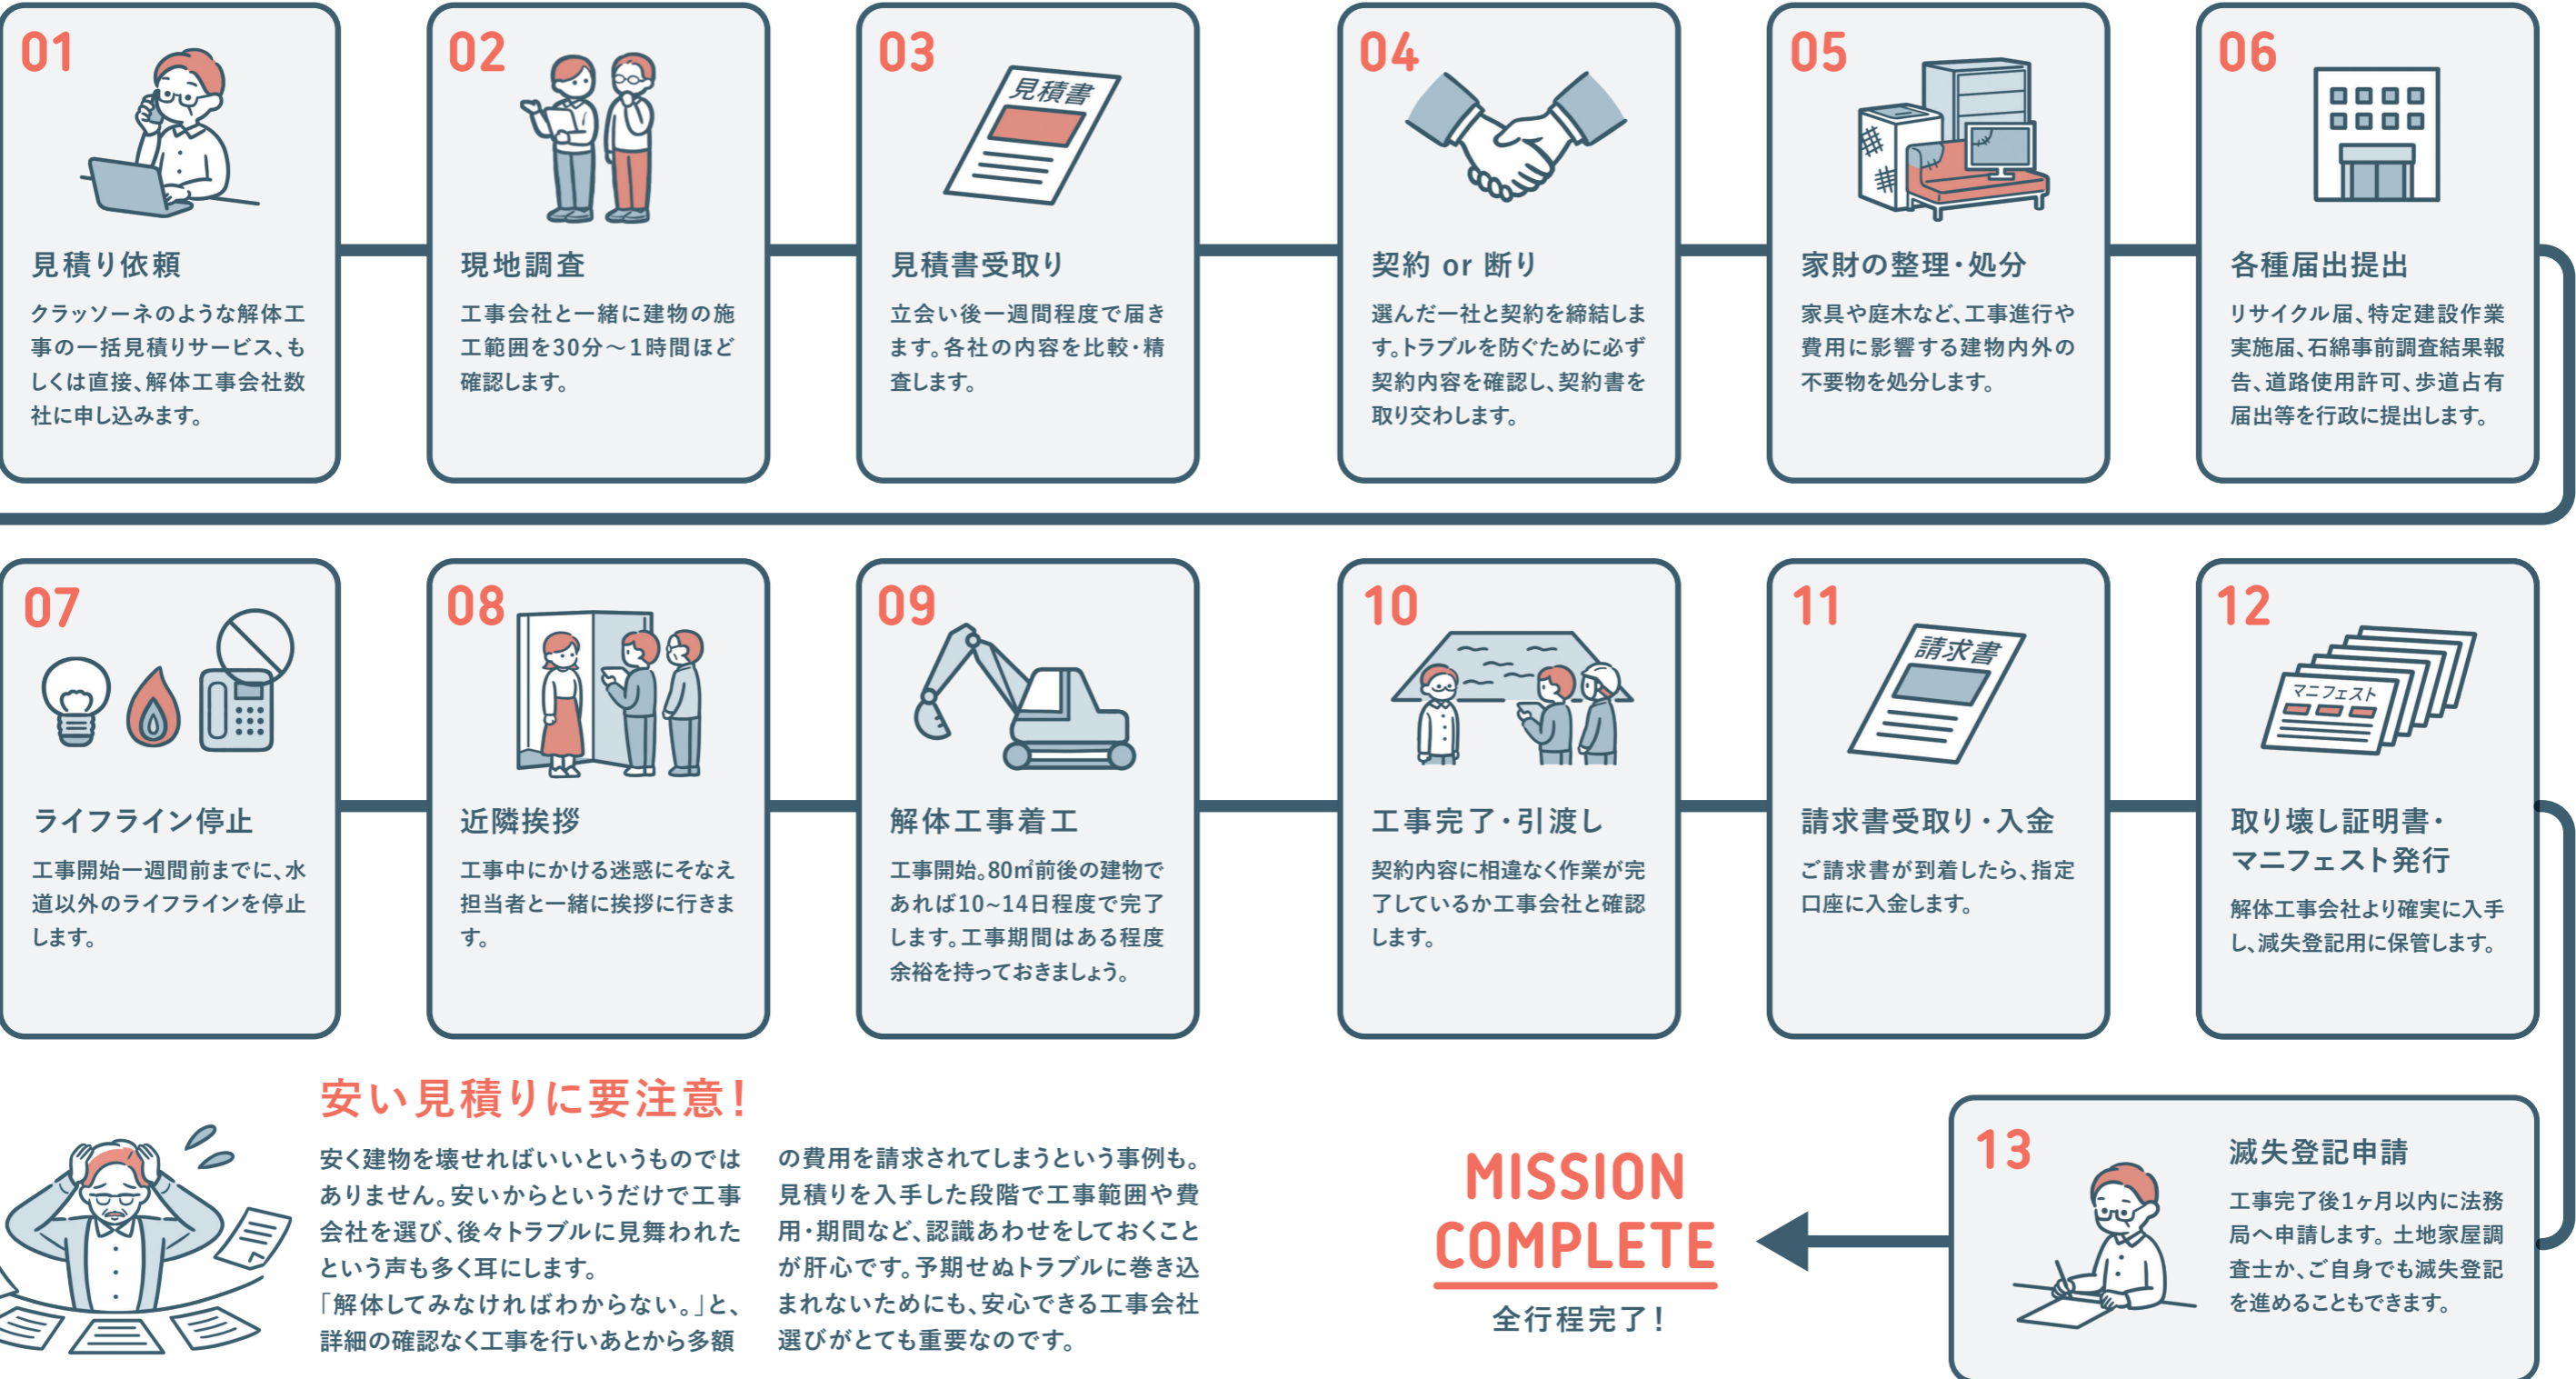 01
見積書
見積り依頼
クラッソーネのような解体工
事の一括見積りサービス、も
しくは直接、解体工事会社数
社に申し込みます。
02
現地調査
工事会社と一緒に建物の施
工範囲を30分〜1時間ほど
確認します。
03
見積書受取り
立会い後一週間程度で届き
ます。各社の内容を比較・精
査します。
04
契約 or 断り
選んだ一社と契約を締結しま
す。トラブルを防ぐために必ず
契約内容を確認し、契約書を
取り交わします。
05
家財の整理・処分
家具や庭木など、工事進行や
費用に影響する建物内外の
不要物を処分します。
06
各種届出提出
リサイクル届、特定建設作業
実施届、石綿事前調査結果報
告、道路使用許可、歩道占有
届出等を行政に提出します。
07
ライフライン停止
工事開始一週間前までに、水
道以外のライフラインを停止
します。
08
近隣挨拶
工事中にかける迷惑にそなえ
担当者と一緒に挨拶に行きま
す。
09
解体工事着工
工事開始。80㎡前後の建物で
あれば10~14日程度で完了
します。工事期間はある程度
余裕を持っておきましょう。
10
工事完了・引渡し
契約内容に相違なく作業が完
了しているか工事会社と確認
します。
11
請求書
請求書受取り・入金
ご請求書が到着したら、指定
口座に入金します。
12
マニフェスト
取り壊し証明書・
マニフェスト発行
解体工事会社より確実に入手
し、滅失登記用に保管します。
13
滅失登記申請
工事完了後1ヶ月以内に法務
局へ申請します。土地家屋調
査士か、ご自身でも滅失登記
を進めることもできます。
MISSION
COMPLETE
全行程完了!
安い見積りに要注意!
安く建物を壊せればいいというものでは
ありません。安いからというだけで工事
会社を選び、後々トラブルに見舞われた
という声も多く耳にします。
「解体してみなければわからない。」と、
詳細の確認なく工事を行いあとから多額
の費用を請求されてしまうという事例も。
見積りを入手した段階で工事範囲や費
用・期間など、認識あわせをしておくこと
が肝心です。予期せぬトラブルに巻き込
まれないためにも、安心できる工事会社
選びがとても重要なのです。